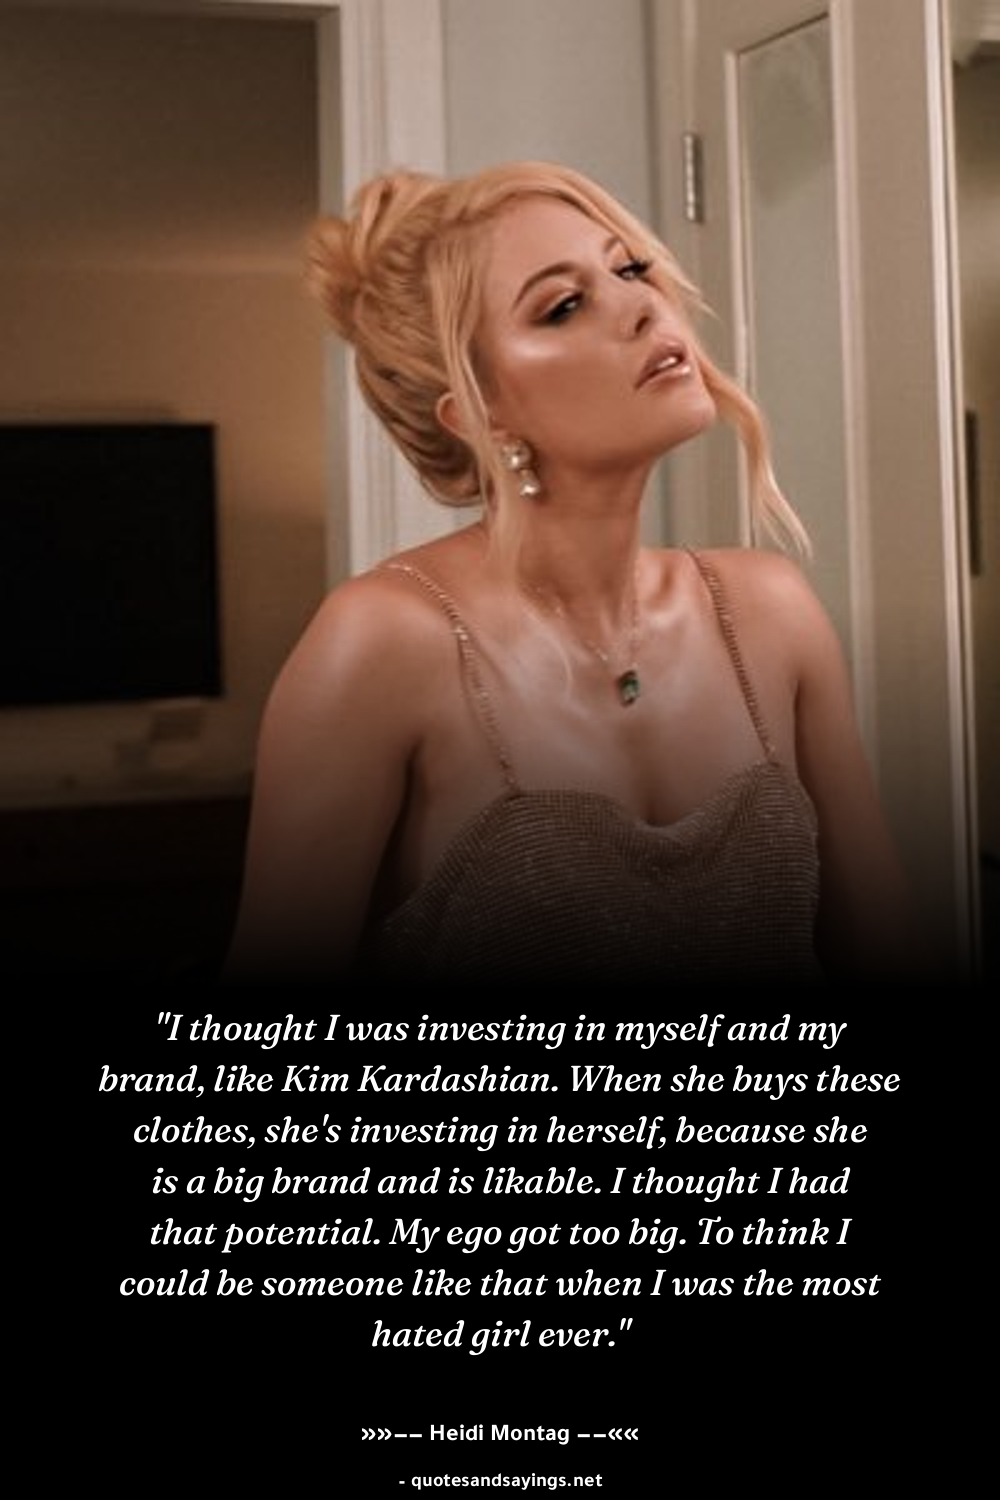 "I thought I was investing in myself and my
brand, like Kim Kardashian. When she buys these
clothes, she's investing in herself, because she
is a big brand and is likable. I thought I had
that potential. My ego got too big. To think I
could be someone like that when I was the most
hated girl ever."
»»−− Heidi Montag −−««
- quotesandsayings.net